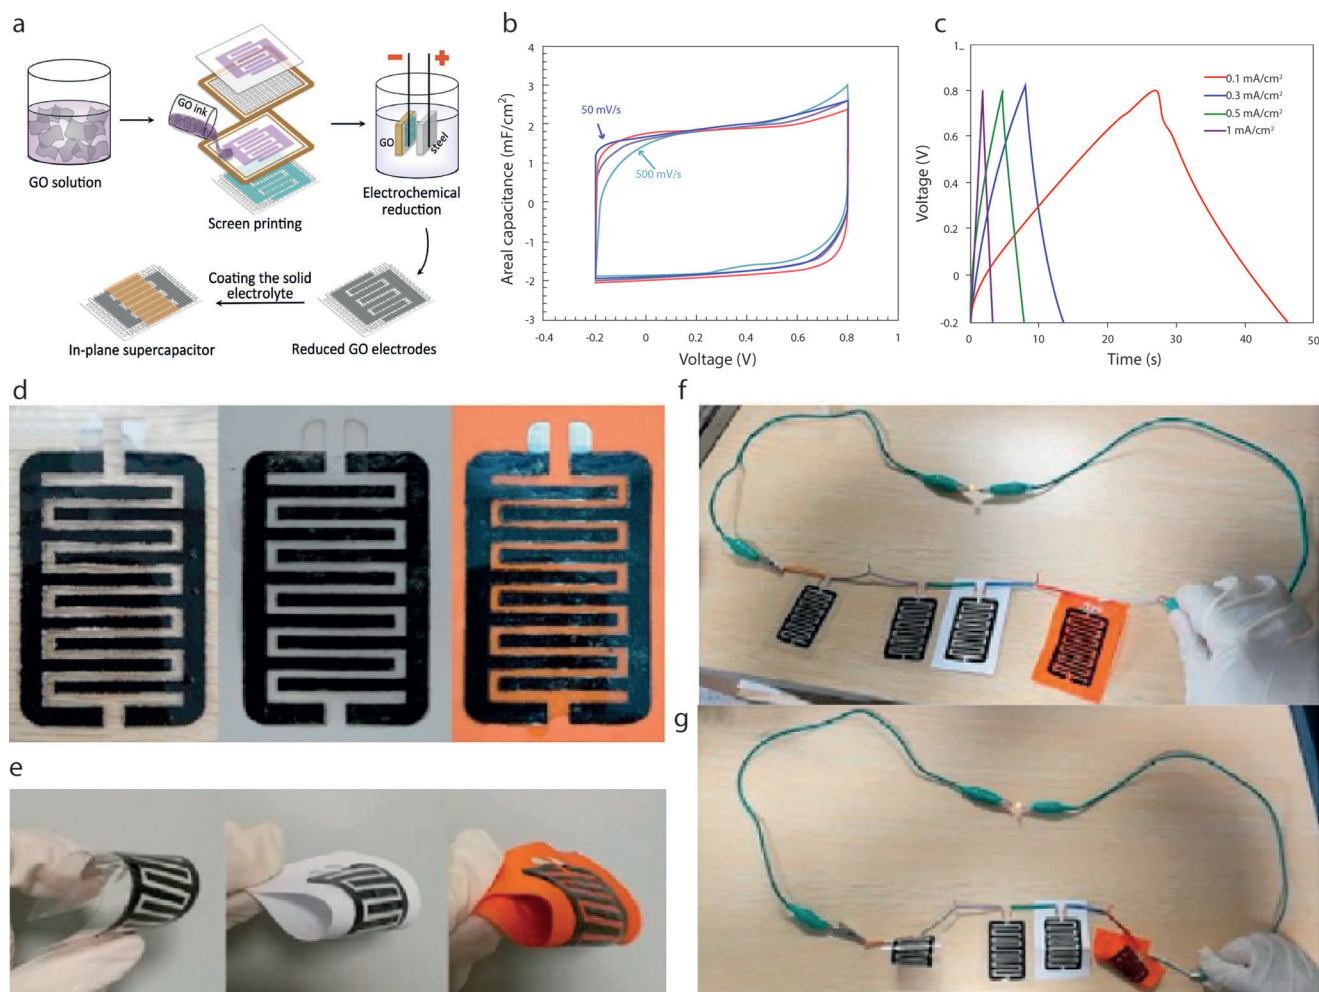 a
GO solution
GO ink
Screen printing
GO
steel
Electrochemical
reduction
Coating the solid
electrolyte
In-plane supercapacitor
Reduced GO electrodes
b
Areal capacitance (mF/cm²)
4
3
2
1
0
-1
-2
-3
50 mV/s
500 mV/s
-0.4
-0.2
0
0.2
0.4
0.6
0.8
1
Voltage (V)
c
Voltage (V)
1
0.8
0.6
0.4
0.2
0
-0.2
0.1 mA/cm²
0.3 mA/cm²
0.5 mA/cm²
1 mA/cm²
0
10
20
30
40
50
Time (s)
d
e
f
g